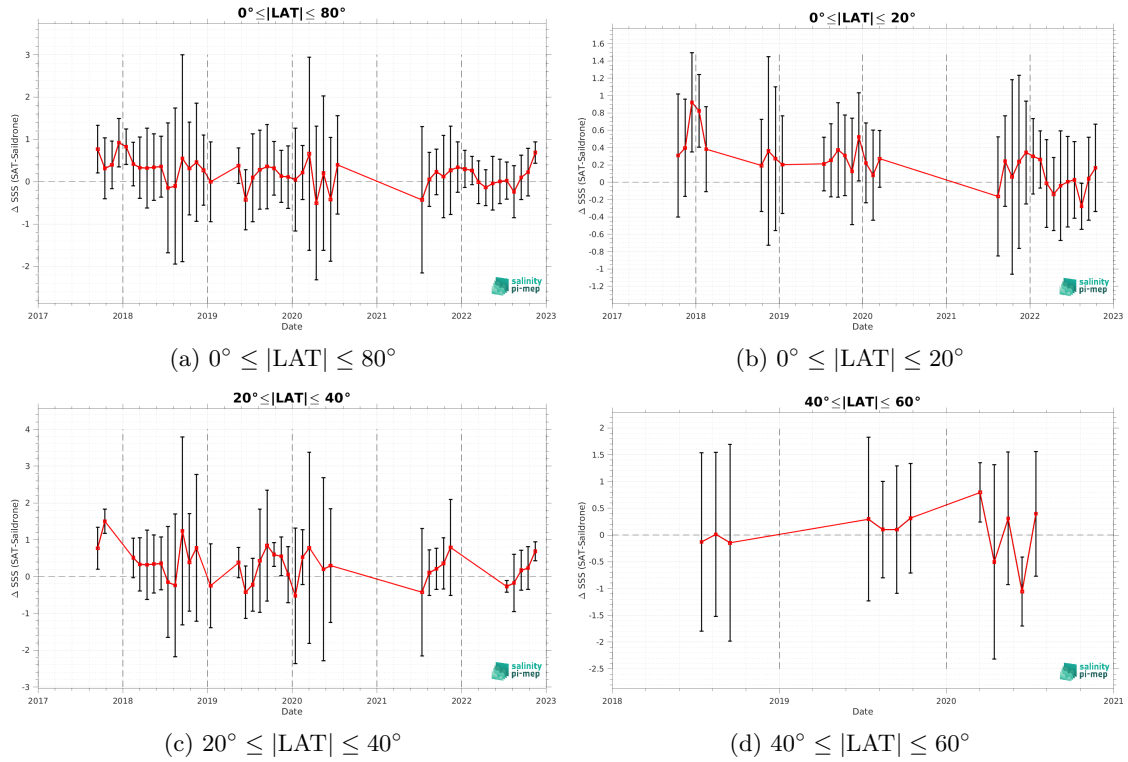 0°≤|LAT|≤ 80°
Δ SSS (SAT-Saildrone)
3
2
1
0
-1
-2
salinity
pi-mep
2017 2018 2019 2020 2021 2022 2023
Date
(a) 0° ≤ |LAT| ≤ 80°
0°≤|LAT|≤ 20°
Δ SSS (SAT-Saildrone)
1.6
1.4
1.2
1
0.8
0.6
0.4
0.2
0
-0.2
-0.4
-0.6
-0.8
-1
-1.2
salinity
pi-mep
2017 2018 2019 2020 2021 2022 2023
Date
(b) 0° ≤ |LAT| ≤ 20°
20°≤|LAT|≤ 40°
Δ SSS (SAT-Saildrone)
4
3
2
1
0
-1
-2
-3
salinity
pi-mep
2017 2018 2019 2020 2021 2022 2023
Date
(c) 20° ≤ |LAT| ≤ 40°
40°≤|LAT|≤ 60°
Δ SSS (SAT-Saildrone)
2
1.5
1
0.5
0
-0.5
-1
-1.5
-2
-2.5
salinity
pi-mep
2018 2019 2020 2021
Date
(d) 40° ≤ |LAT| ≤ 60°